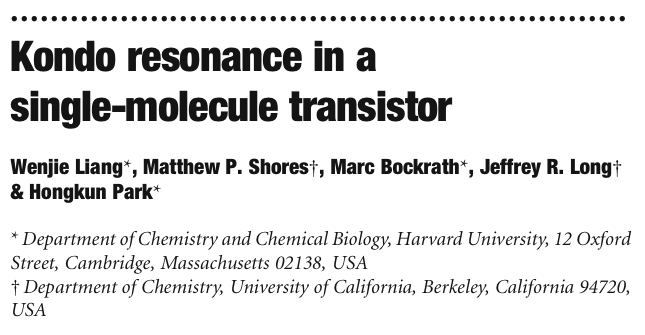 Kondo resonance in a
single-molecule transistor
Wenjie Liang*, Matthew P. Shores†, Marc Bockrath*, Jeffrey R. Long†
& Hongkun Park*
* Department of Chemistry and Chemical Biology, Harvard University, 12 Oxford
Street, Cambridge, Massachusetts 02138, USA
† Department of Chemistry, University of California, Berkeley, California 94720,
USA